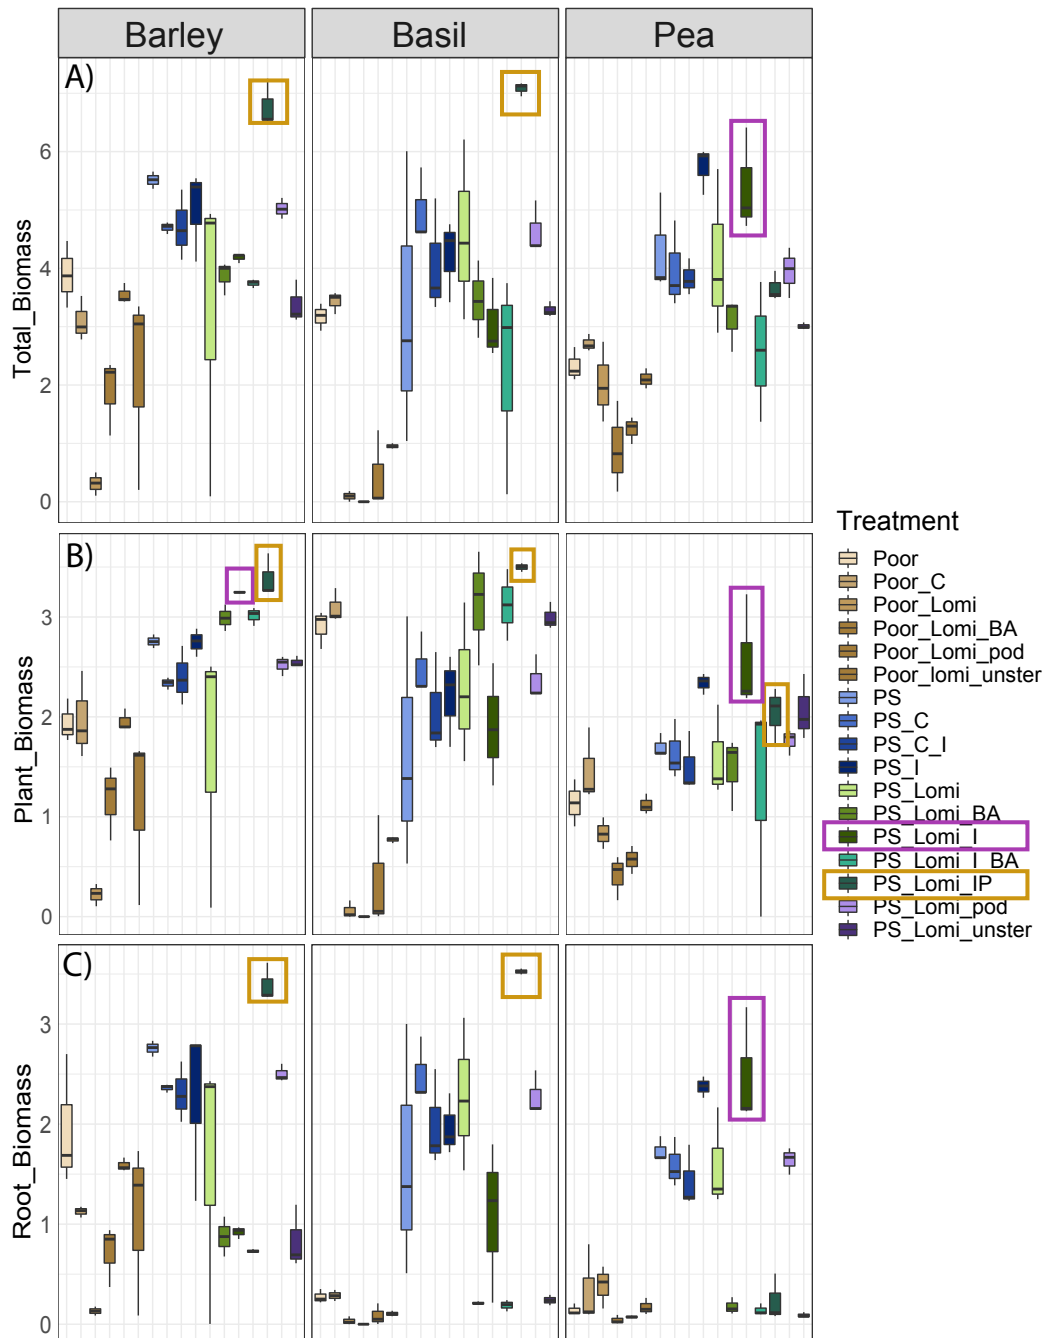 Barley
Basil
Pea
A)
Total_Biomass
6
4
2
0
B)
Plant_Biomass
3
2
1
0
C)
Root_Biomass
3
2
1
0
Treatment
Poor
Poor_C
Poor_Lomi
Poor_Lomi_BA
Poor_Lomi_pod
Poor_lomi_unster
PS
PS_C
PS_C_I
PS_I
PS_Lomi
PS_Lomi_BA
PS_Lomi_I
PS_Lomi_I_BA
PS_Lomi_IP
PS_Lomi_pod
PS_Lomi_unster